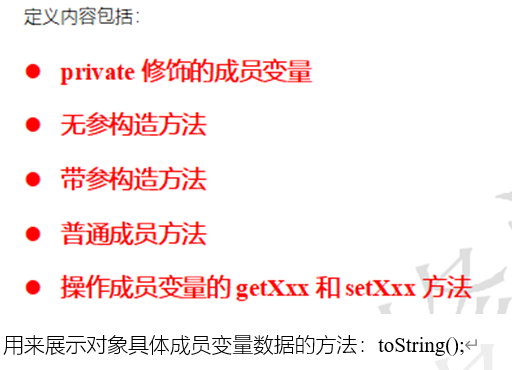 定义内容包括：
● private 修饰的成员变量
● 无参构造方法
● 带参构造方法
● 普通成员方法
● 操作成员变量的 getXxx 和 setXxx 方法
用来展示对象具体成员变量数据的方法：toString();↵